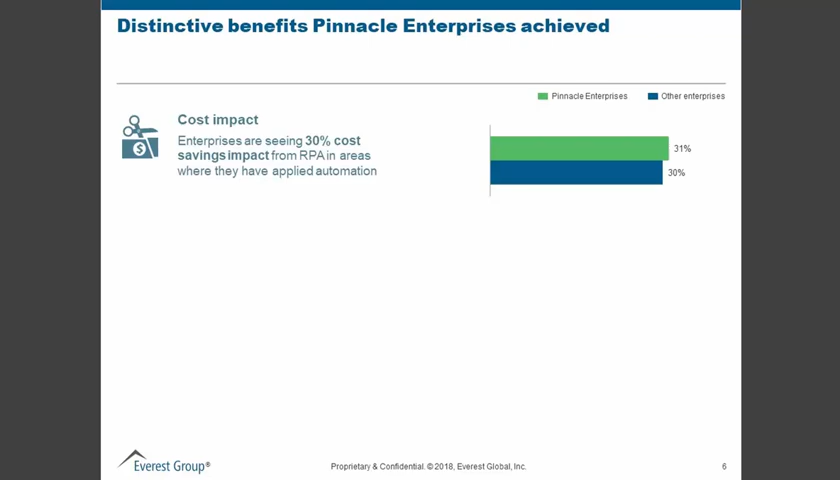 Distinctive benefits Pinnacle Enterprises achieved
Pinnacle Enterprises
Other enterprises
Cost impact
Enterprises are seeing 30% cost
savings impact from RPA in areas
where they have applied automation
$
31%
30%
Everest Group®
Proprietary & Confidential. © 2018, Everest Global, Inc.
6